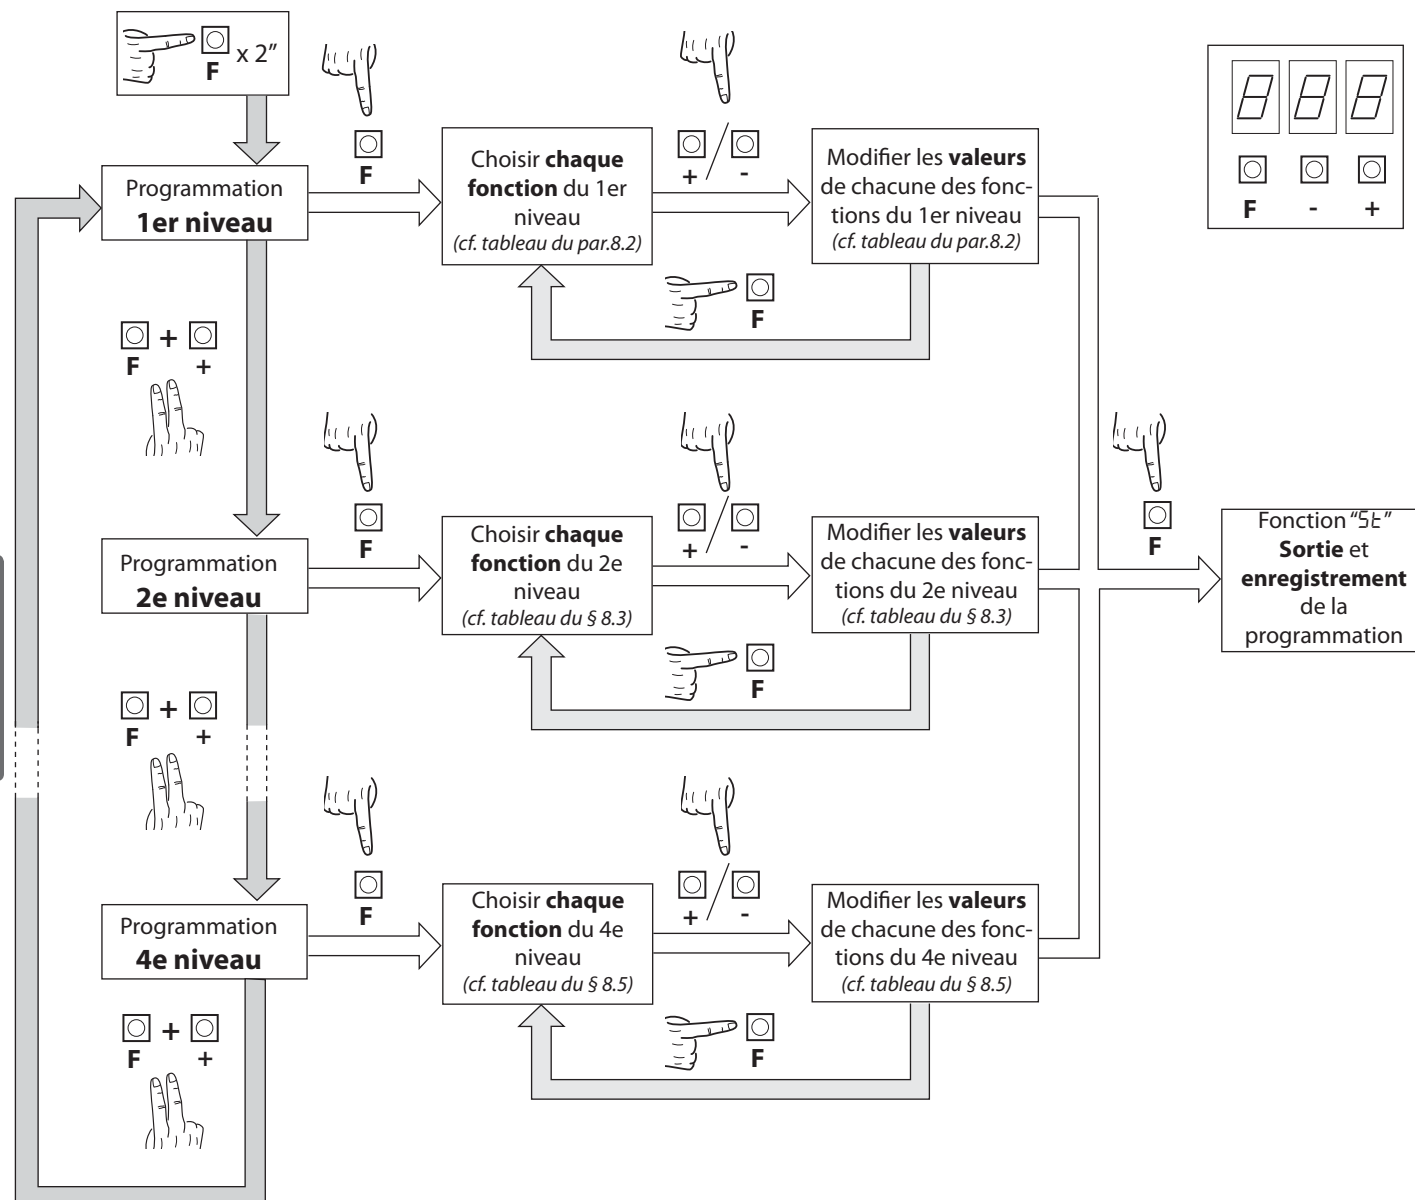 F x 2”
F
+ / -
F - +
Programmation
1er niveau
Choisir chaque
fonction du 1er
niveau
(cf. tableau du par.8.2)
Modifier les valeurs
de chacune des fonc-
tions du 1er niveau
(cf. tableau du par.8.2)
F
F + +
F
+ / -
F
Programmation
2e niveau
Choisir chaque
fonction du 2e
niveau
(cf. tableau du § 8.3)
Modifier les valeurs
de chacune des fonc-
tions du 2e niveau
(cf. tableau du § 8.3)
Fonction “St”
Sortie et
enregistrement
de la
programmation
F
F + +
F
+ / -
Programmation
4e niveau
Choisir chaque
fonction du 4e
niveau
(cf. tableau du § 8.5)
Modifier les valeurs
de chacune des fonc-
tions du 4e niveau
(cf. tableau du § 8.5)
F
F + +